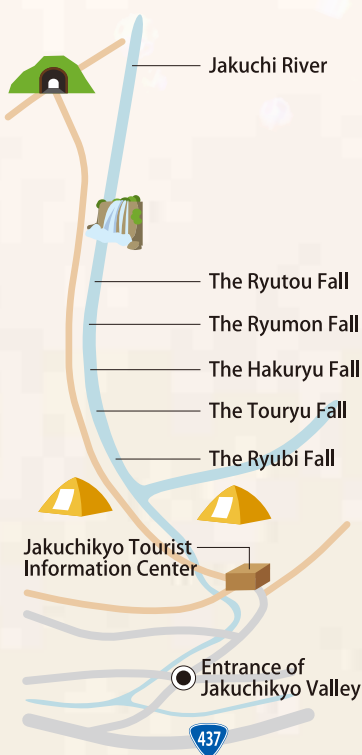 Jakuchi River
The Ryutou Fall
The Ryumon Fall
The Hakuryu Fall
The Touryu Fall
The Ryubi Fall
Jakuchikyo Tourist
Information Center
Entrance of
Jakuchikyo Valley
437